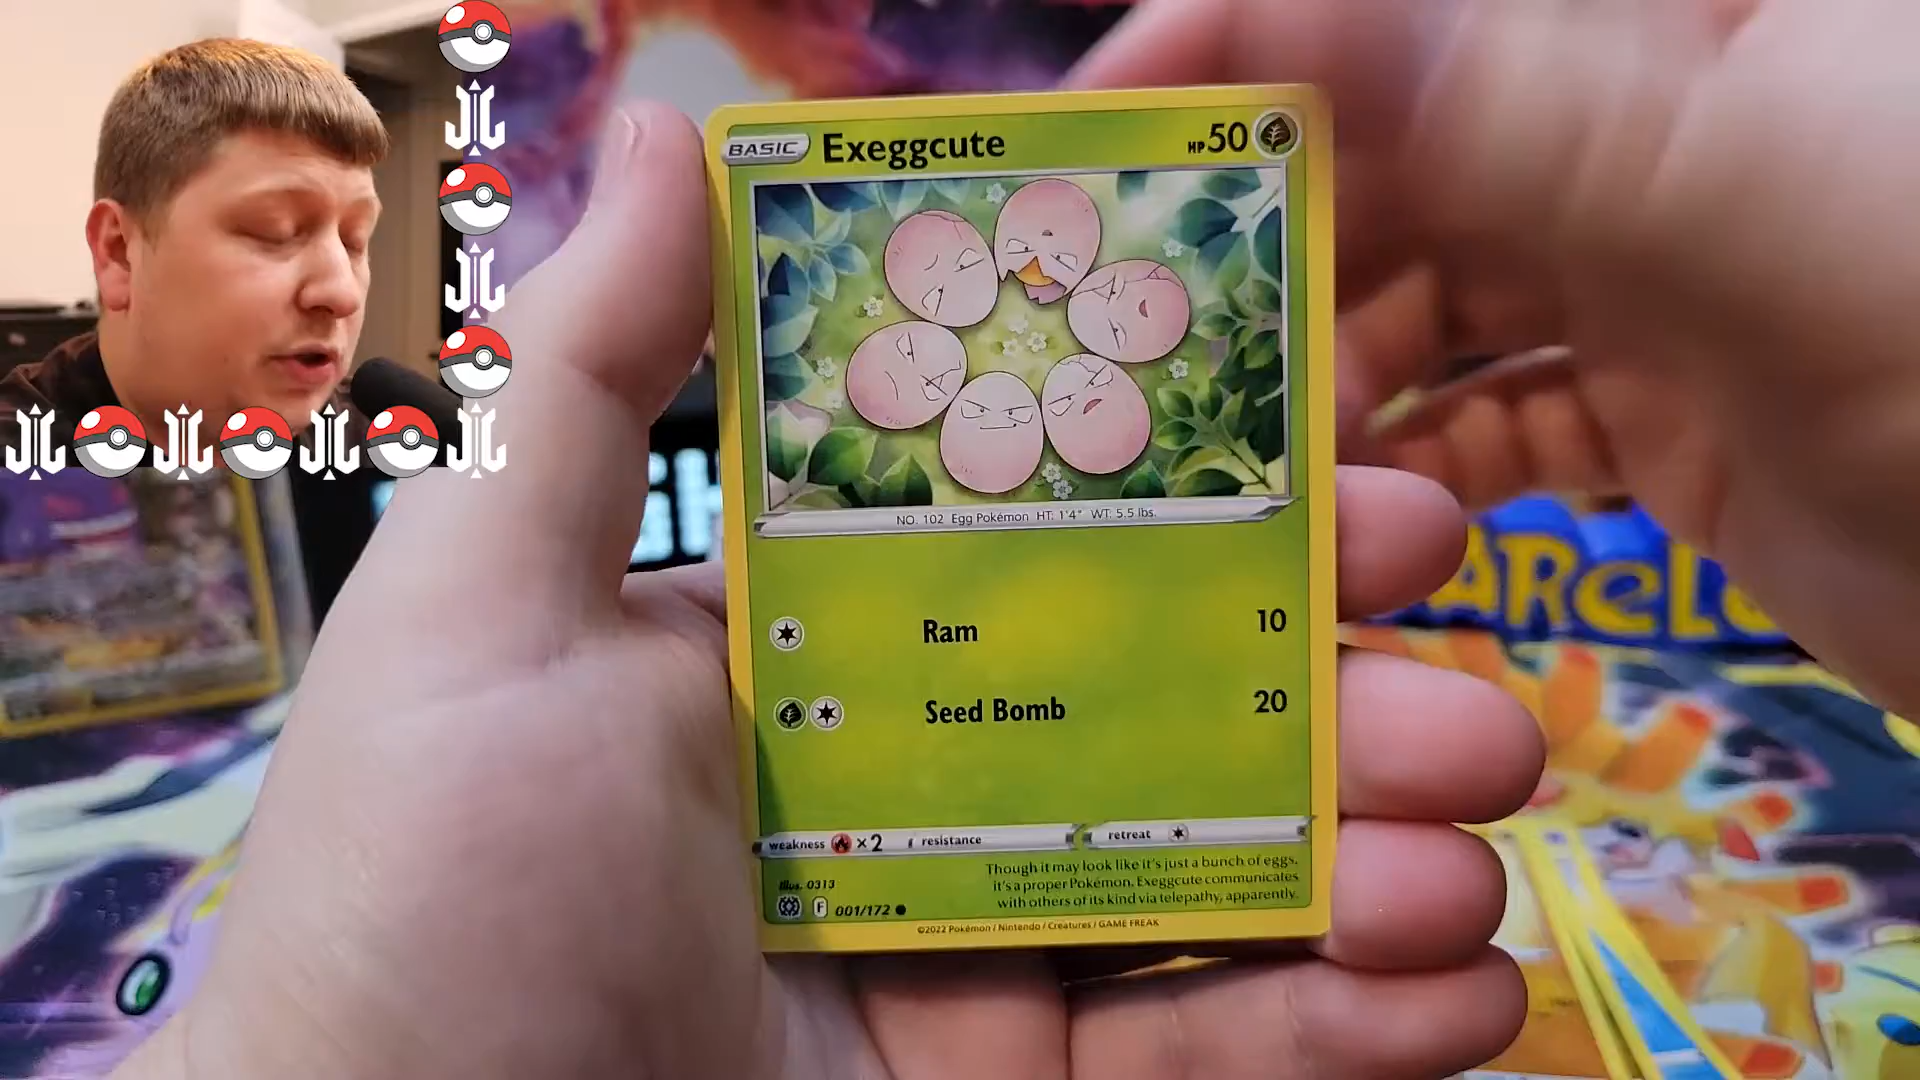 BASIC Exeggcute HP 50
NO. 102 Egg Pokémon HT: 1'4" WT: 5.5 lbs.
Ram 10
Seed Bomb 20
weakness ×2 resistance retreat
Though it may look like it's just a bunch of eggs,
it's a proper Pokémon. Exeggcute communicates
with others of its kind via telepathy, apparently.
Illus. 0313
F 001/172
©2022 Pokémon / Nintendo / Creatures / GAME FREAK